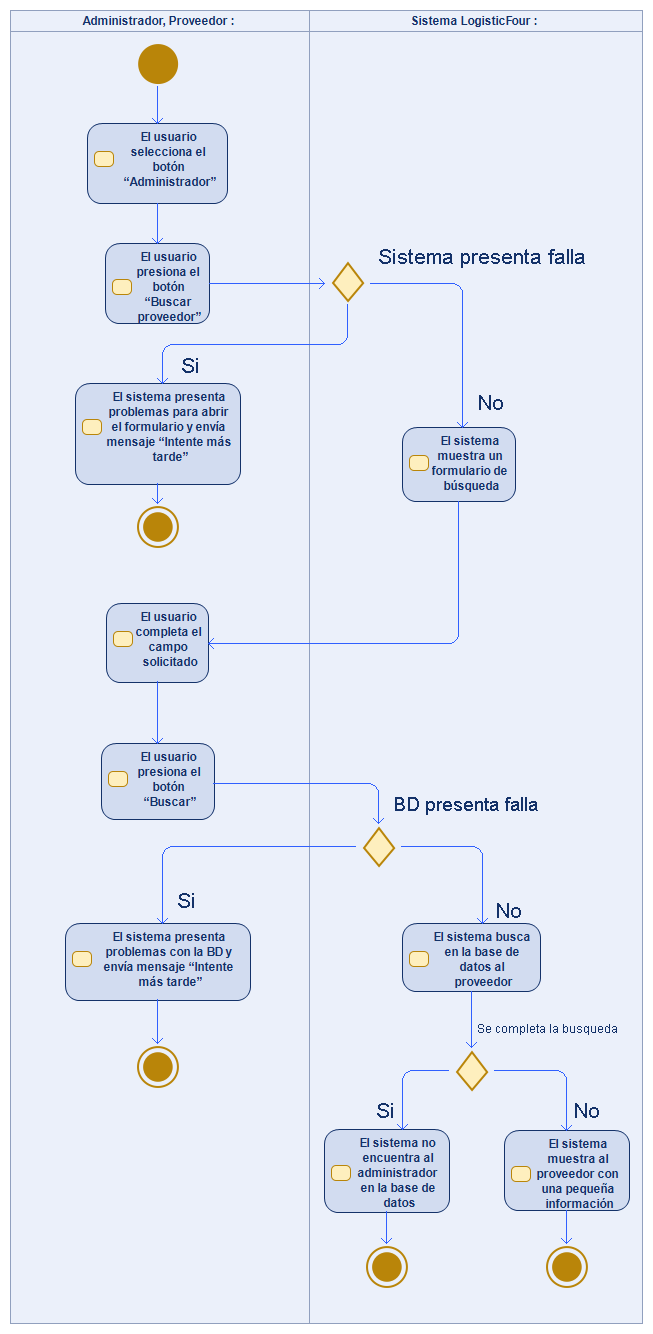 Administrador, Proveedor :
Sistema LogisticFour :
El usuario
selecciona el
botón
“Administrador”
El usuario
presiona el
botón
“Buscar
proveedor”
Sistema presenta falla
Si
No
El sistema presenta
problemas para abrir
el formulario y envía
mensaje “Intente más
tarde”
El sistema
muestra un
formulario de
búsqueda
El usuario
completa el
campo
solicitado
El usuario
presiona el
botón
“Buscar”
BD presenta falla
Si
No
El sistema presenta
problemas con la BD y
envía mensaje “Intente
más tarde”
El sistema busca
en la base de
datos al
proveedor
Se completa la busqueda
Si
No
El sistema no
encuentra al
administrador
en la base de
datos
El sistema
muestra al
proveedor con
una pequeña
información